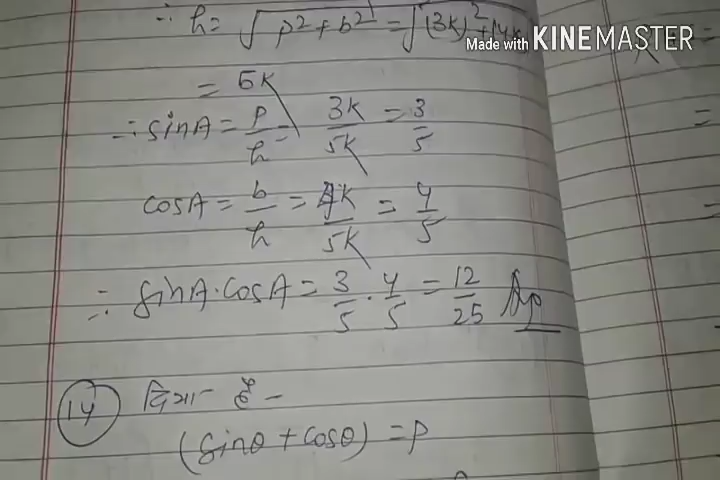 ∴ h = √p² + b² = √(3k)² + (4k
Made with KINEMASTER
= 5k
∴ sinA = p/h = 3k/5k = 3/5
cosA = b/h = 4k/5k = 4/5
∴ sinA·cosA = 3/5 · 4/5 = 12/25 Ans
14 दिया है -
(sinθ + cosθ) = p